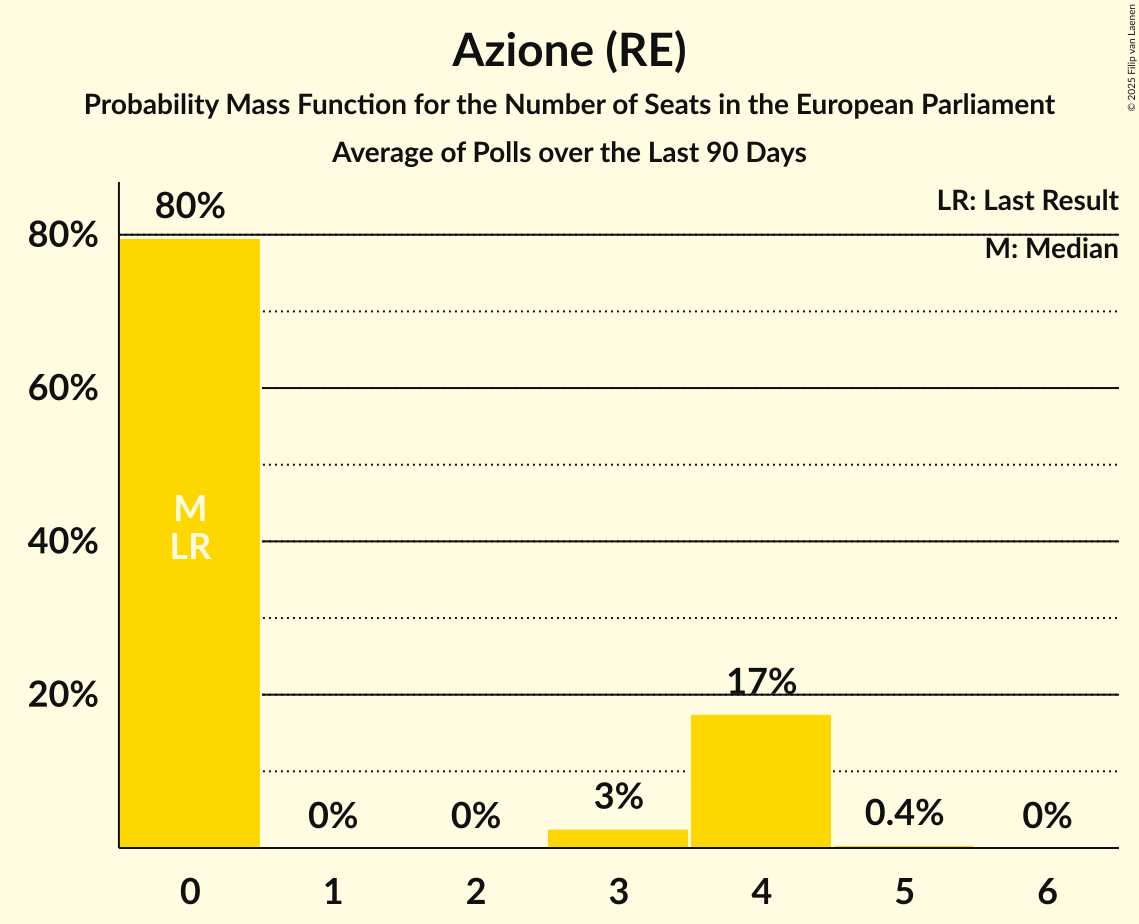 Azione (RE)
Probability Mass Function for the Number of Seats in the European Parliament
Average of Polls over the Last 90 Days
© 2025 Filip van Laenen
LR: Last Result
M: Median
80%
60%
40%
20%
80%
M
LR
0%
0%
3%
17%
0.4%
0%
0 1 2 3 4 5 6